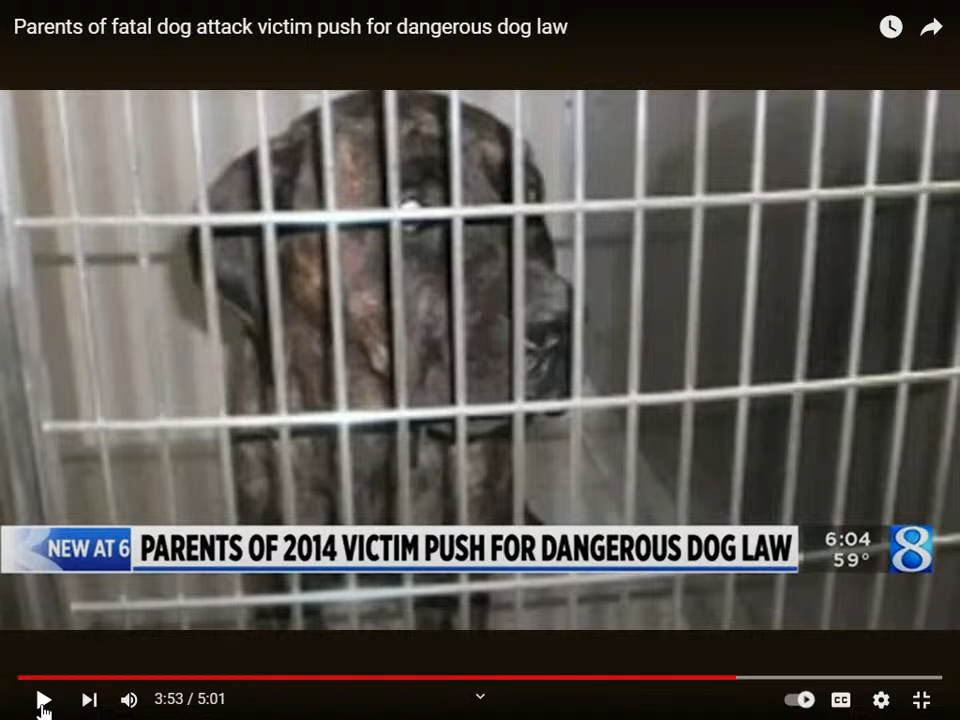 Parents of fatal dog attack victim push for dangerous dog law
NEW AT 6
PARENTS OF 2014 VICTIM PUSH FOR DANGEROUS DOG LAW
6:04
59°
8
3:53 / 5:01
CC